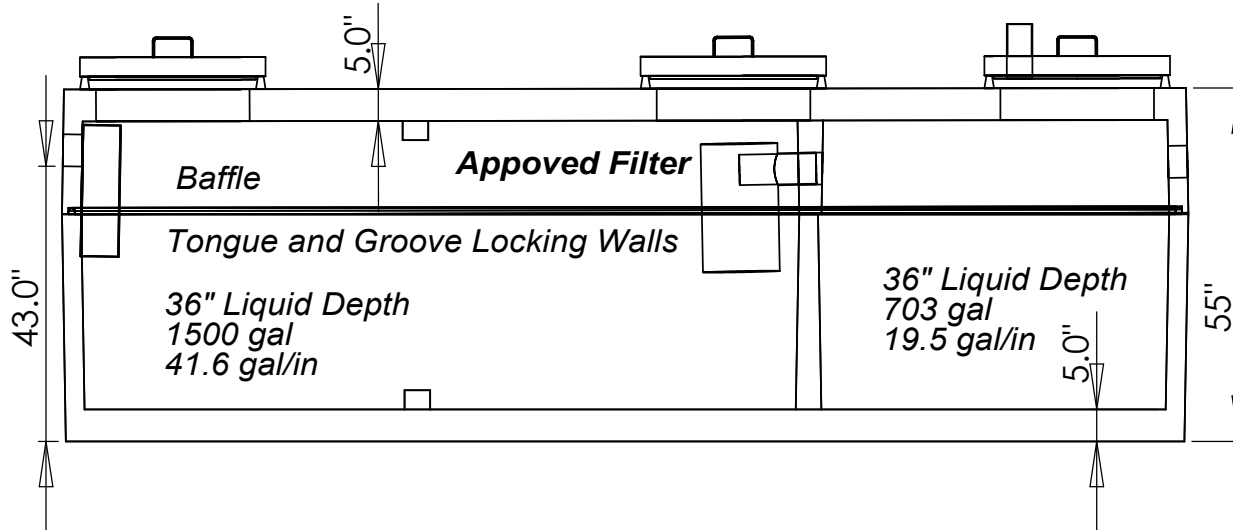 5.0"
Baffle
Appoved Filter
Tongue and Groove Locking Walls
43.0"
36" Liquid Depth
1500 gal
41.6 gal/in
36" Liquid Depth
703 gal
19.5 gal/in
5.0"
55"